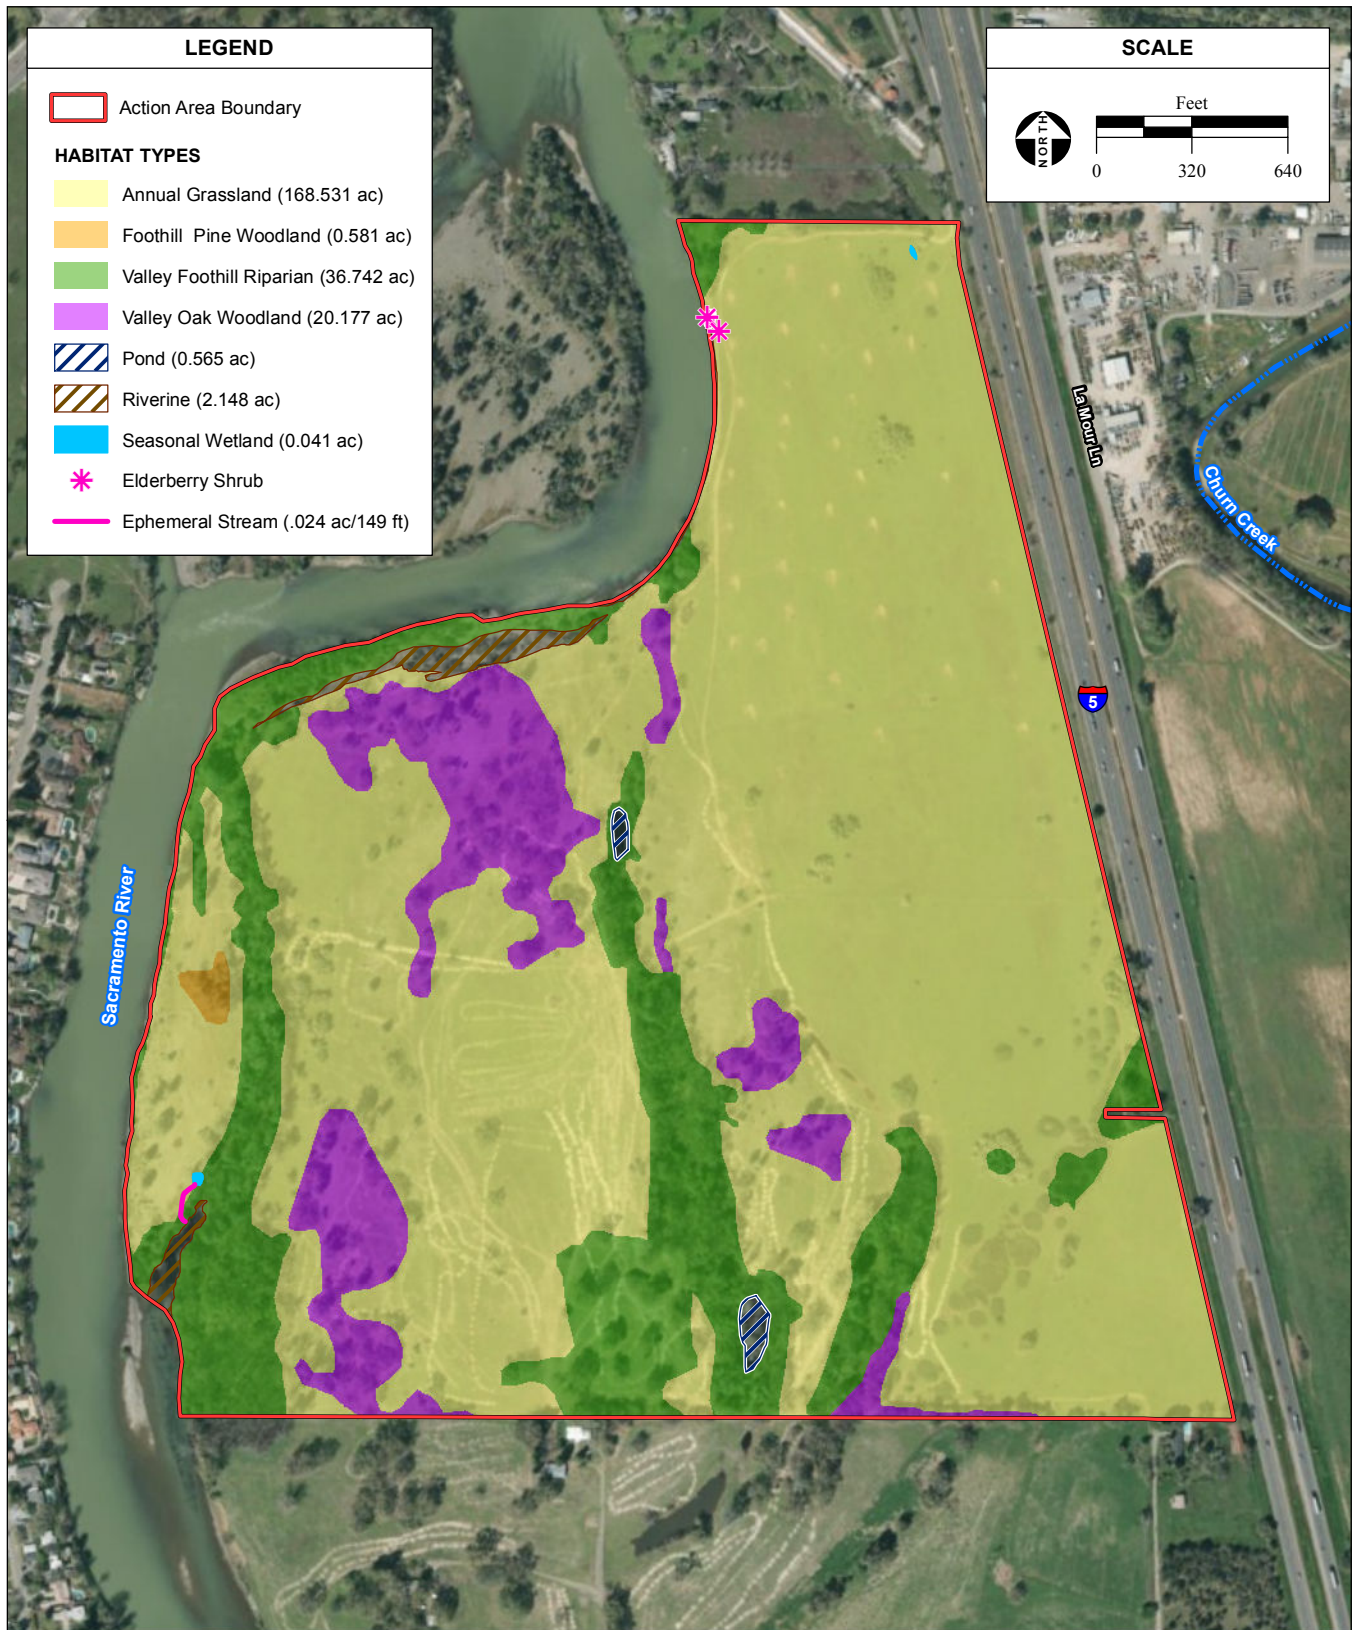 LEGEND
Action Area Boundary
HABITAT TYPES
Annual Grassland (168.531 ac)
Foothill  Pine Woodland (0.581 ac)
Valley Foothill Riparian (36.742 ac)
Valley Oak Woodland (20.177 ac)
Pond (0.565 ac)
Riverine (2.148 ac)
Seasonal Wetland (0.041 ac)
Elderberry Shrub
Ephemeral Stream (.024 ac/149 ft)
SCALE
NORTH
Feet
0 320 640
La Mour Ln
Churn Creek
5
Sacramento River